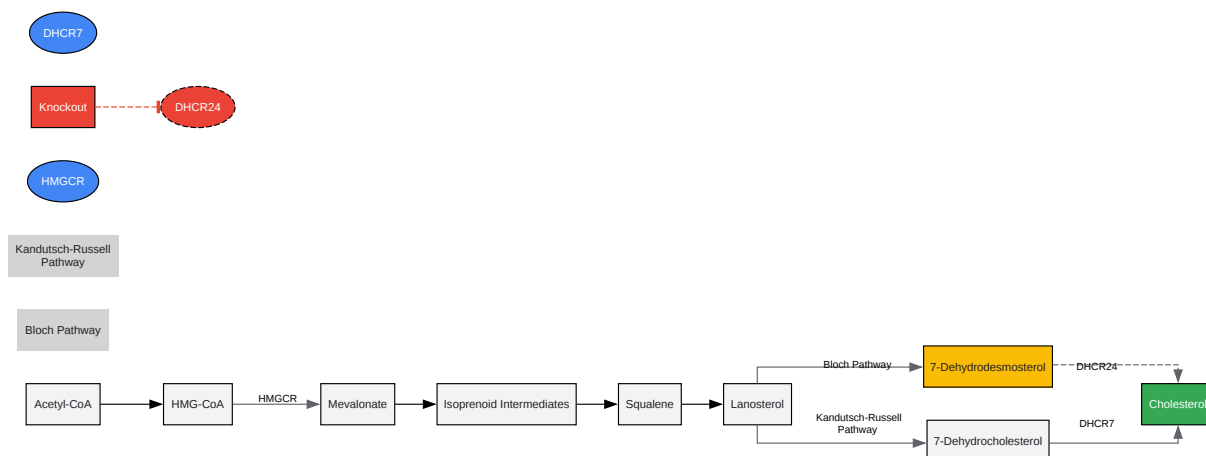 DHCR7
Knockout
DHCR24
HMGCR
Kandutsch-Russell
Pathway
Bloch Pathway
Acetyl-CoA
HMG-CoA
HMGCR
Mevalonate
Isoprenoid Intermediates
Squalene
Lanosterol
Bloch Pathway
7-Dehydrodesmosterol
DHCR24
Kandutsch-Russell
Pathway
7-Dehydrocholesterol
DHCR7
Cholesterol